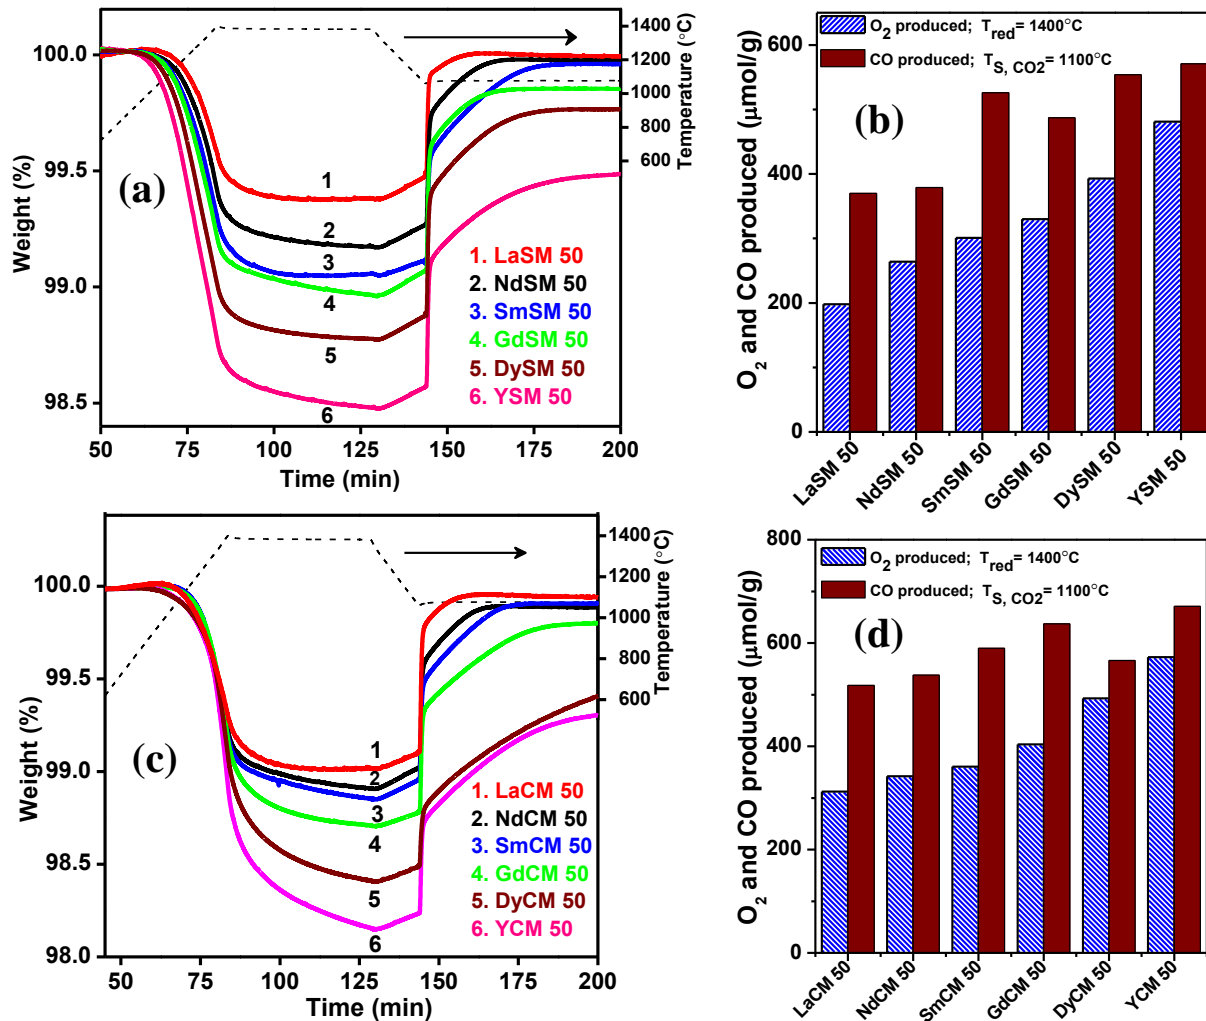 (a)
100.0
99.5
99.0
98.5
Weight (%)
50 75 100 125 150 175 200
Time (min)
1400
1200
1000
800
600
Temperature (°C)
1
2
3
4
5
6
1. LaSM 50
2. NdSM 50
3. SmSM 50
4. GdSM 50
5. DySM 50
6. YSM 50
(b)
O₂ produced; T_red= 1400°C
CO produced; T_S, CO2= 1100°C
600
400
200
0
O₂ and CO produced (μmol/g)
LaSM 50
NdSM 50
SmSM 50
GdSM 50
DySM 50
YSM 50
(c)
100.0
99.5
99.0
98.5
98.0
Weight (%)
50 75 100 125 150 175 200
Time (min)
1400
1200
1000
800
600
Temperature (°C)
1
2
3
4
5
6
1. LaCM 50
2. NdCM 50
3. SmCM 50
4. GdCM 50
5. DyCM 50
6. YCM 50
(d)
O₂ produced; T_red= 1400°C
CO produced; T_S, CO2= 1100°C
800
600
400
200
0
O₂ and CO produced (μmol/g)
LaCM 50
NdCM 50
SmCM 50
GdCM 50
DyCM 50
YCM 50